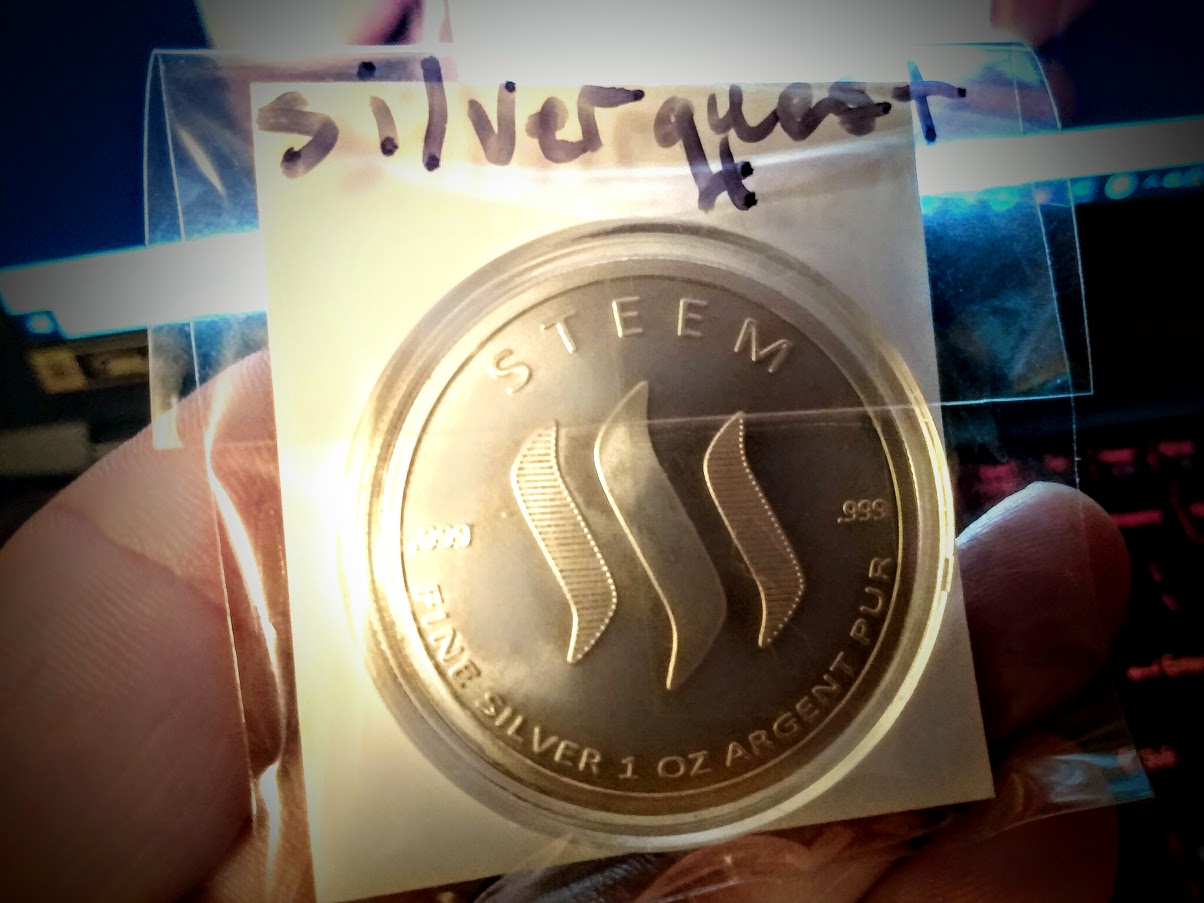 silverquest
STEEM
.999
.999
FINE SILVER 1 OZ ARGENT PUR